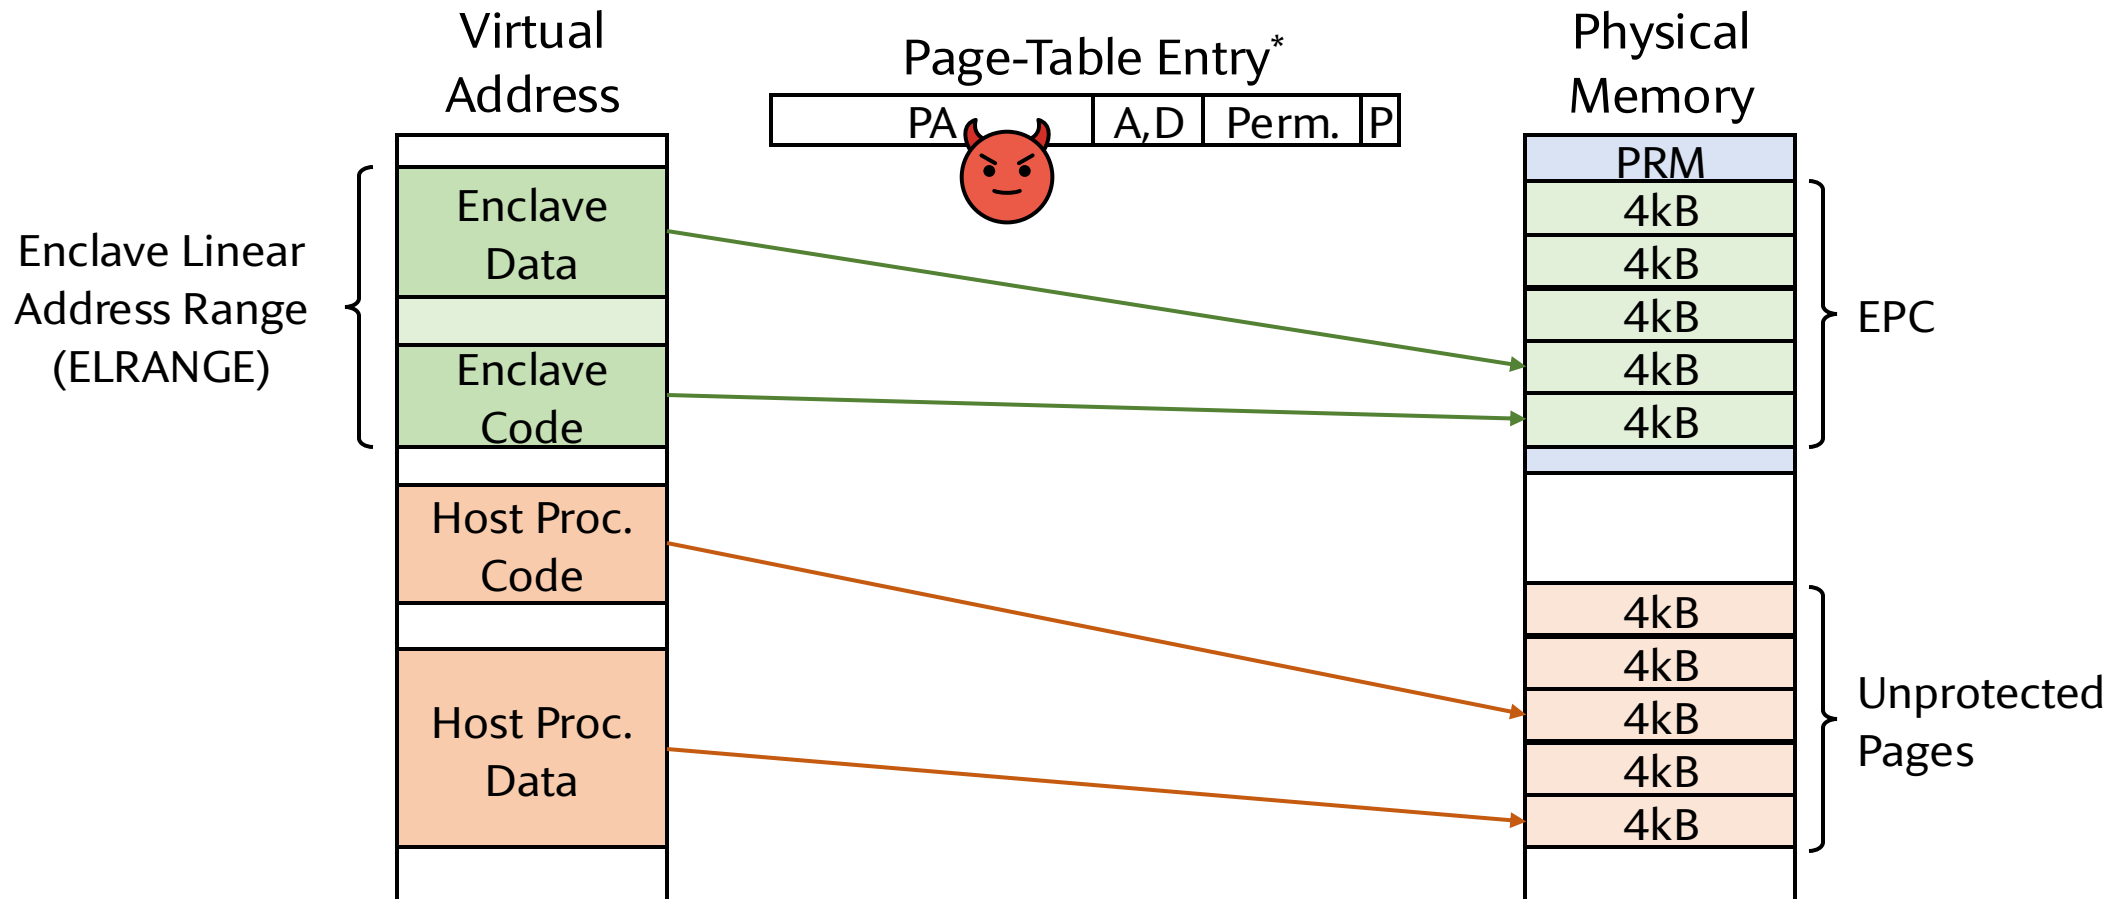 Virtual
Address
Page-Table Entry*
Physical
Memory
PA
A,D
Perm.
P
Enclave Linear
Address Range
(ELRANGE)
Enclave
Data
Enclave
Code
Host Proc.
Code
Host Proc.
Data
PRM
4kB
4kB
4kB
4kB
4kB
EPC
4kB
4kB
4kB
4kB
4kB
Unprotected
Pages